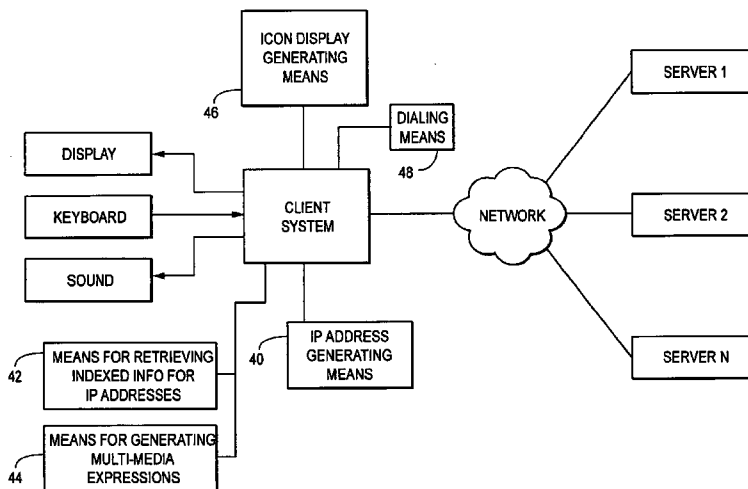 ICON DISPLAY
GENERATING
MEANS
46
DIALING
MEANS
48
DISPLAY
KEYBOARD
SOUND
CLIENT
SYSTEM
NETWORK
SERVER 1
SERVER 2
SERVER N
40
IP ADDRESS
GENERATING
MEANS
42
MEANS FOR RETRIEVING
INDEXED INFO FOR
IP ADDRESSES
44
MEANS FOR GENERATING
MULTI-MEDIA
EXPRESSIONS